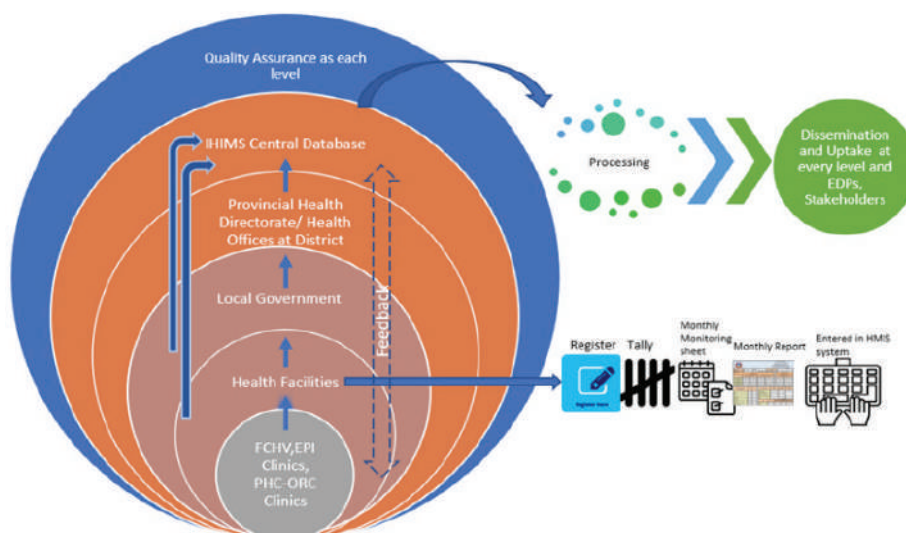 Quality Assurance as each
level
IHIMS Central Database
Provincial Health
Directorate/ Health
Offices at District
Local Government
Feedback
Health Facilities
FCHV,EPI
Clinics,
PHC-ORC
Clinics
Processing
Dissemination
and Uptake at
every level and
EDPs,
Stakeholders
Register
Tally
Monthly
Monitoring
sheet
Monthly Report
Entered in HMIS
system
Register here